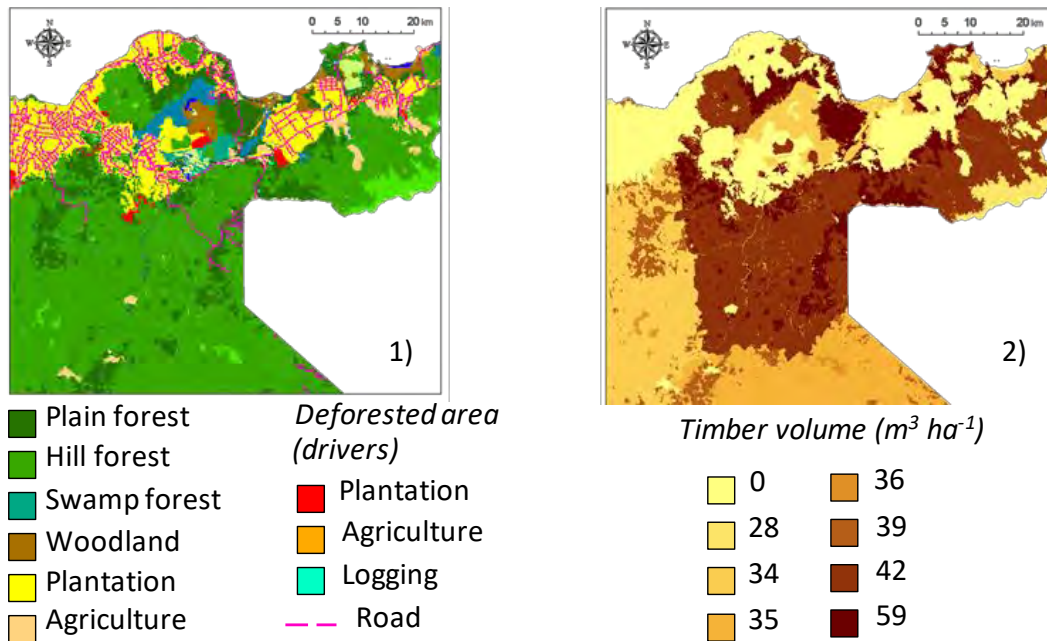 N
W E
S
0 5 10 20 km
1)
N
W E
S
0 5 10 20 km
2)
Plain forest
Hill forest
Swamp forest
Woodland
Plantation
Agriculture
Deforested area
(drivers)
Plantation
Agriculture
Logging
Road
Timber volume (m³ ha⁻¹)
0
28
34
35
36
39
42
59